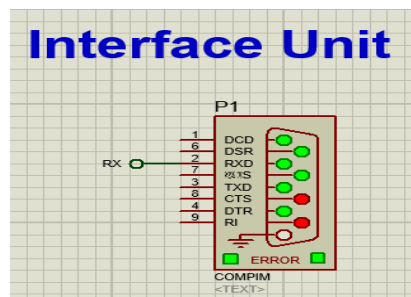 Interface Unit
P1
1 DCD
6 DSR
RX 2 RXD
7 RTS
3 TXD
8 CTS
4 DTR
9 RI
ERROR
COMPIM
<TEXT>